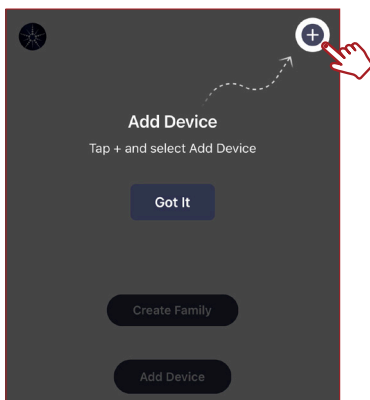 Add Device
Tap + and select Add Device
Got It
Create Family
Add Device